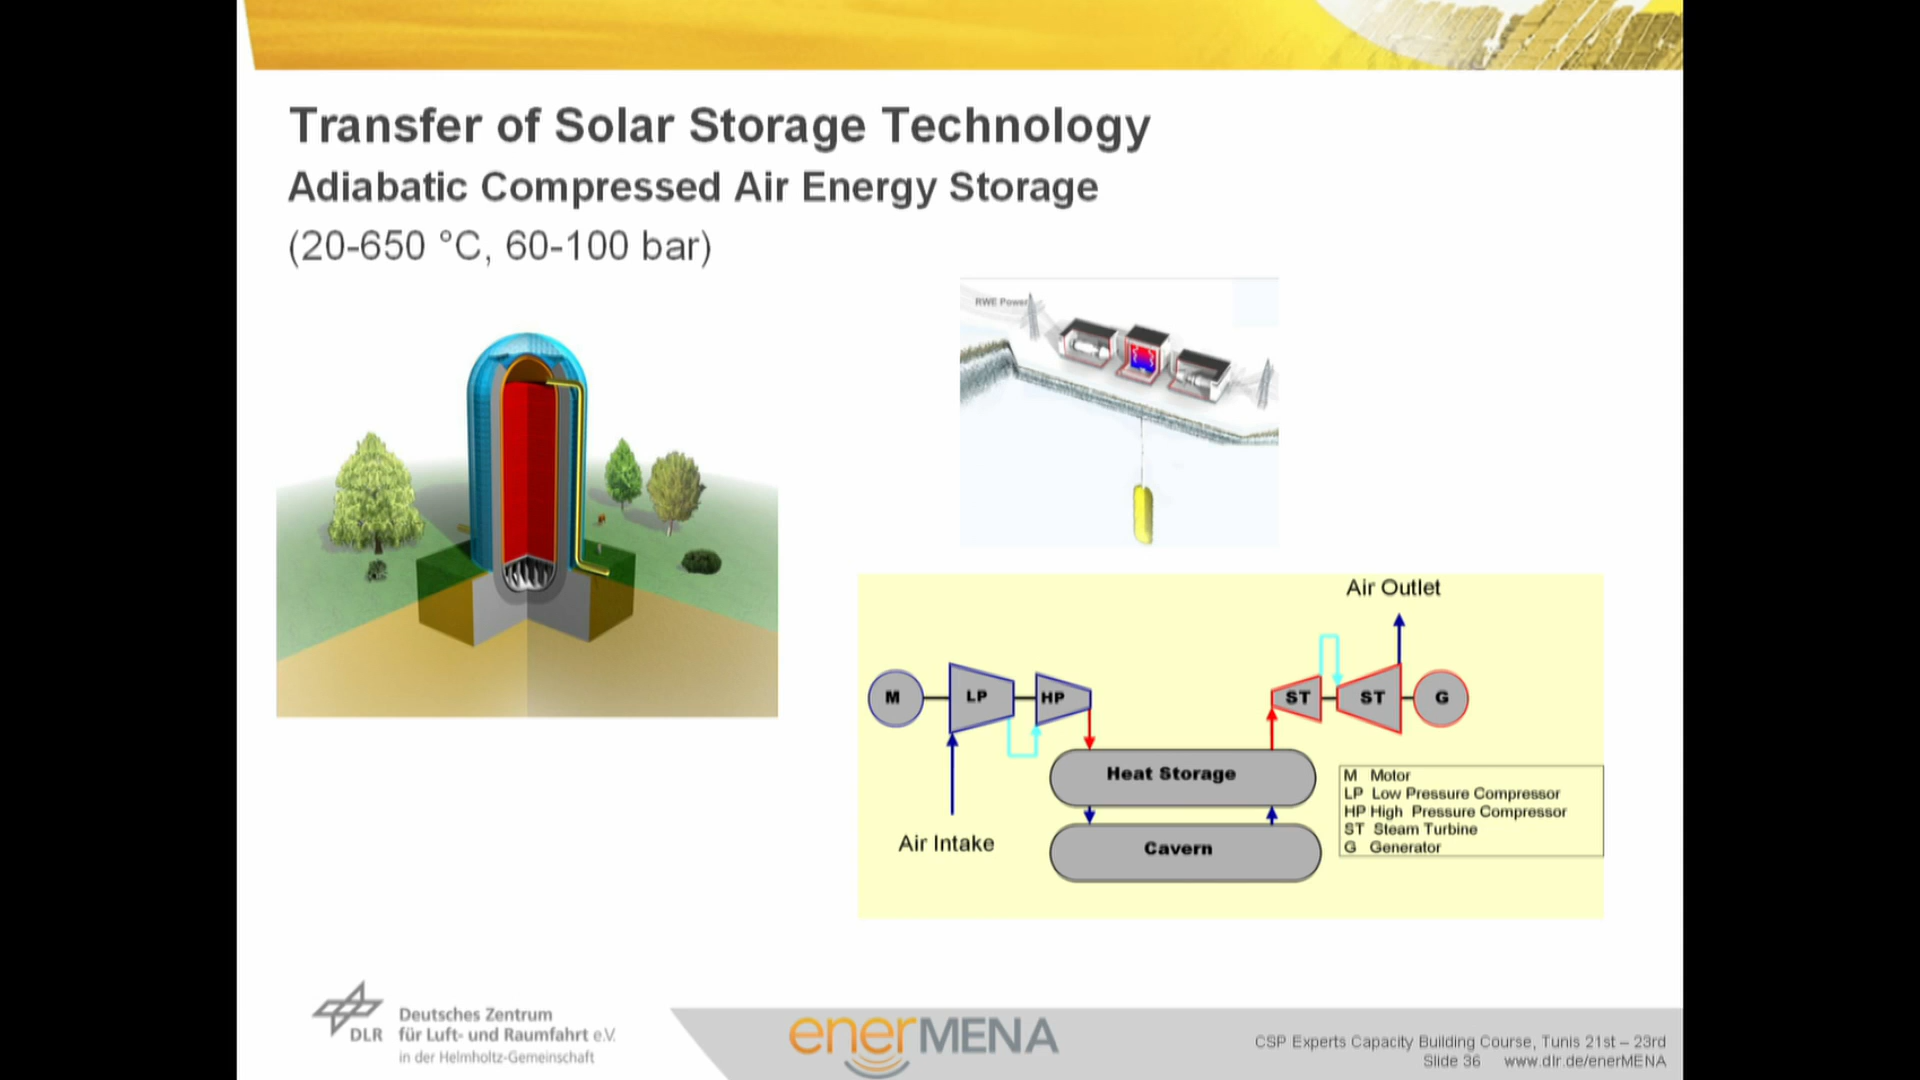 Transfer of Solar Storage Technology
Adiabatic Compressed Air Energy Storage
(20-650 °C, 60-100 bar)
RWE Power
Air Outlet
M
LP
HP
ST
ST
G
Heat Storage
Cavern
Air Intake
M Motor
LP Low Pressure Compressor
HP High Pressure Compressor
ST Steam Turbine
G Generator
DLR
Deutsches Zentrum
für Luft- und Raumfahrt e.V.
in der Helmholtz-Gemeinschaft
enerMENA
CSP Experts Capacity Building Course, Tunis 21st – 23rd
Slide 36 www.dlr.de/enerMENA